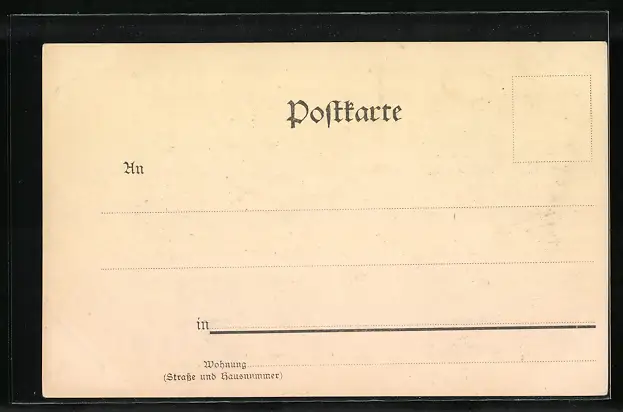 Poſtkarte
An
in
Wohnung
(Straße und Hausnummer)